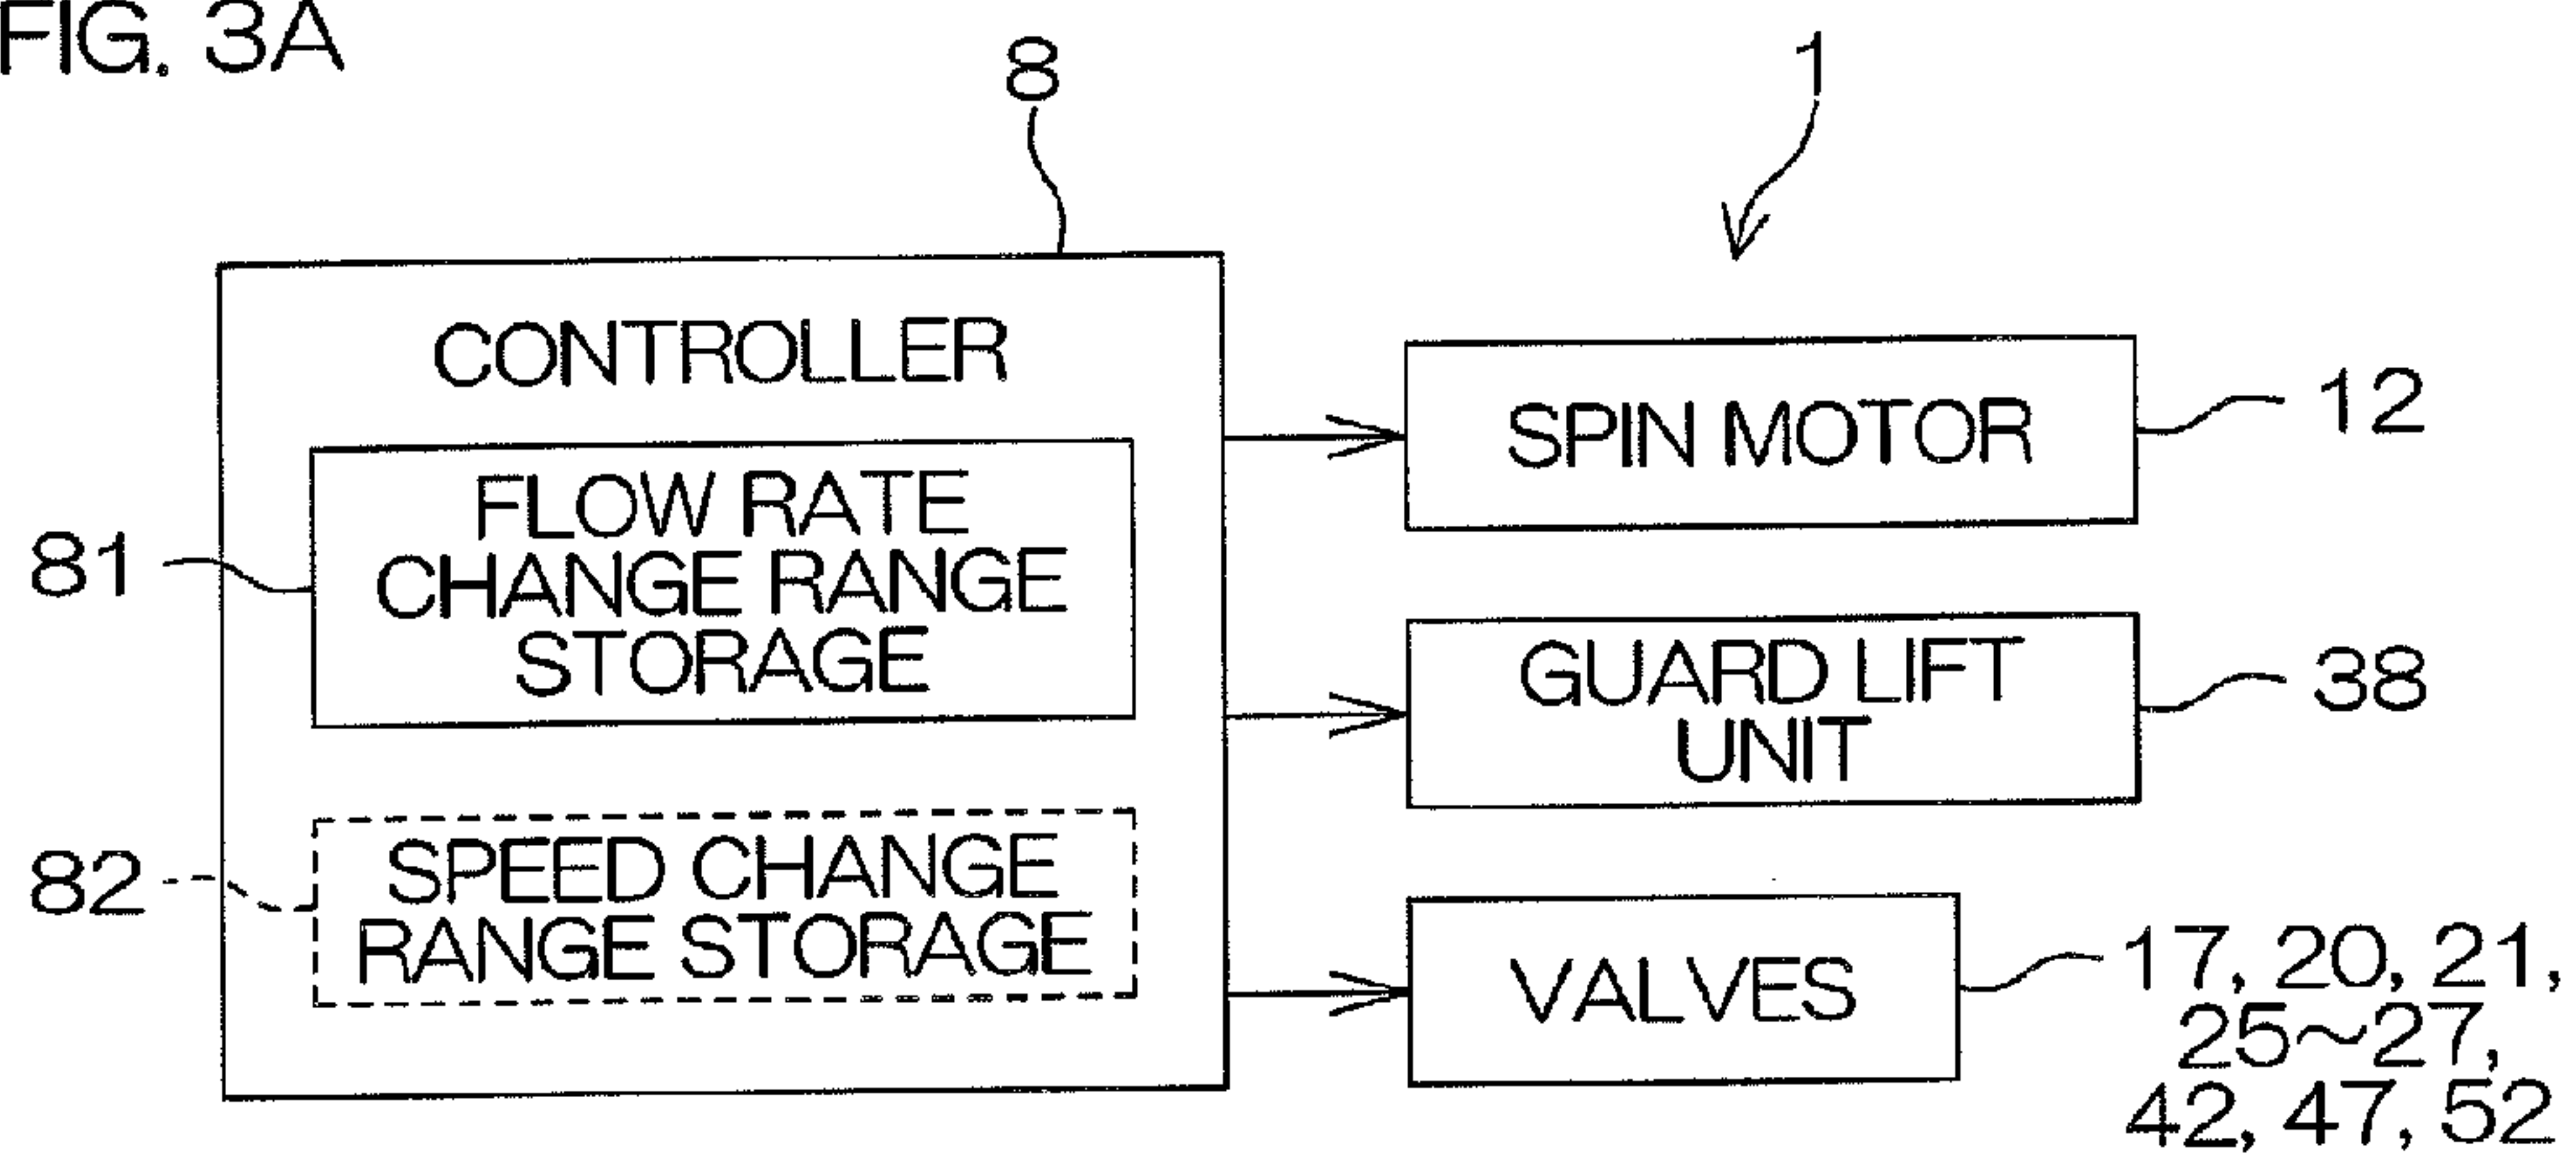 FIG. 3A
8
1
CONTROLLER
FLOW RATE
CHANGE RANGE
STORAGE
81
SPEED CHANGE
RANGE STORAGE
82
SPIN MOTOR
12
GUARD LIFT
UNIT
38
VALVES
17, 20, 21,
25~27,
42, 47, 52